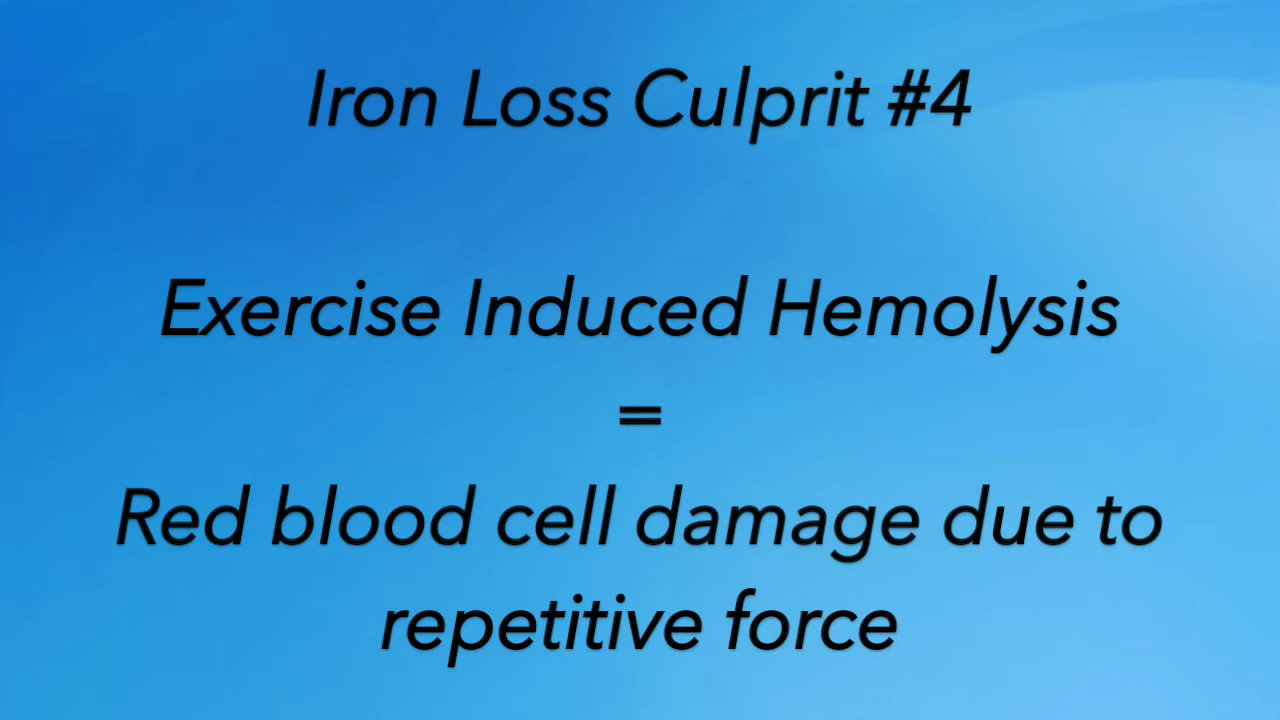 Iron Loss Culprit #4
Exercise Induced Hemolysis
=
Red blood cell damage due to
repetitive force